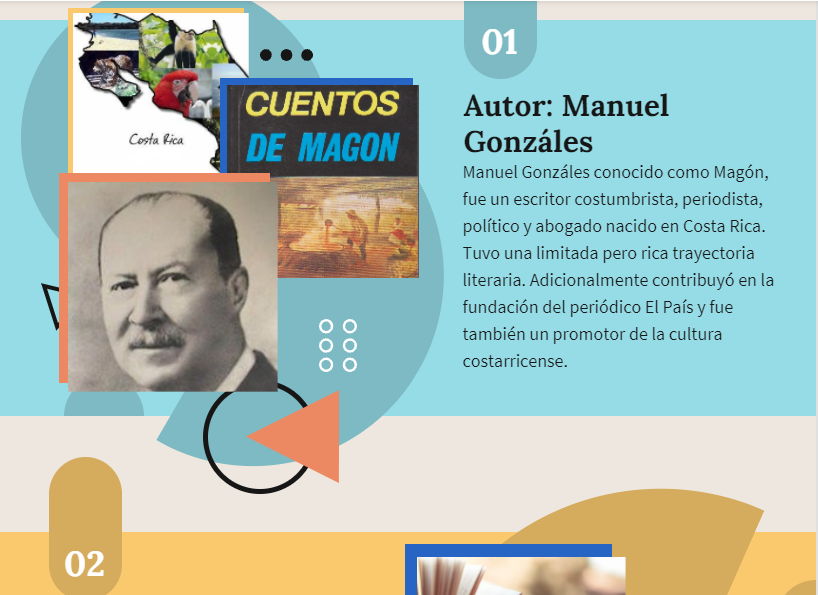 Costa Rica
CUENTOS
DE MAGON
01
Autor: Manuel
Gonzáles
Manuel Gonzáles conocido como Magón,
fue un escritor costumbrista, periodista,
político y abogado nacido en Costa Rica.
Tuvo una limitada pero rica trayectoria
literaria. Adicionalmente contribuyó en la
fundación del periódico El País y fue
también un promotor de la cultura
costarricense.
02